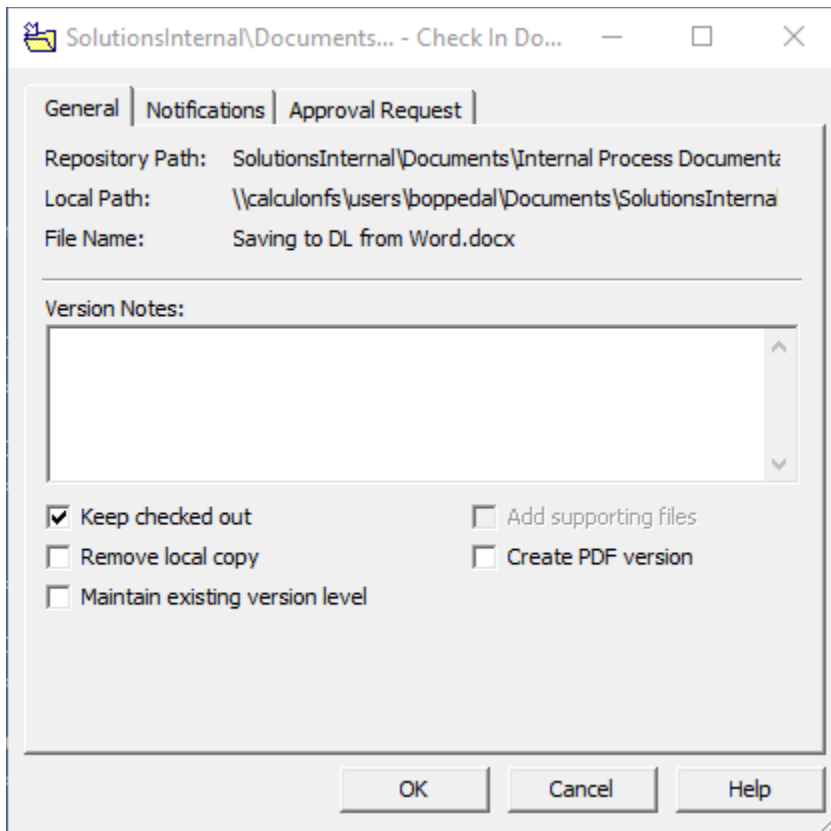 SolutionsInternal\Documents... - Check In Do...
General Notifications Approval Request
Repository Path: SolutionsInternal\Documents\Internal Process Documenta
Local Path: \\calculonfs\users\boppedal\Documents\SolutionsInternal
File Name: Saving to DL from Word.docx
Version Notes:
Keep checked out Add supporting files
Remove local copy Create PDF version
Maintain existing version level
OK Cancel Help